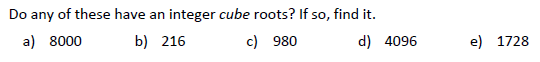 Do any of these have an integer cube roots? If so, find it.
a) 8000 b) 216 c) 980 d) 4096 e) 1728